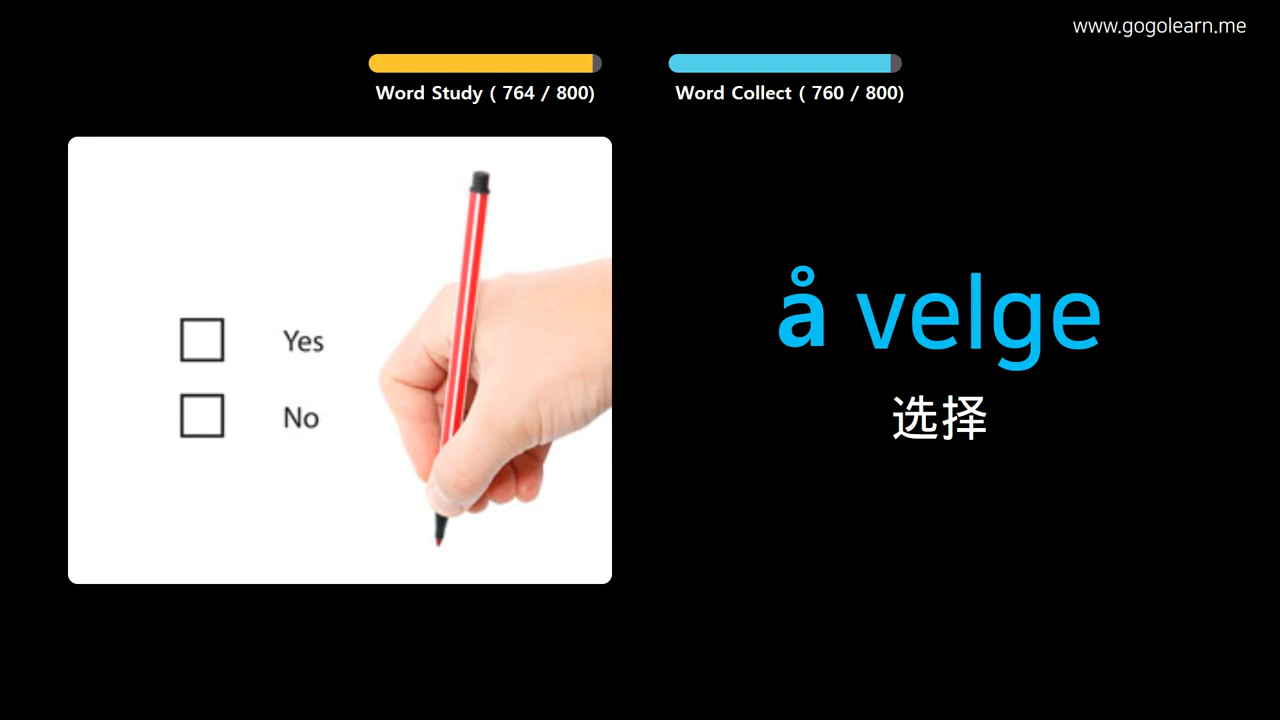 www.gogolearn.me
Word Study ( 764 / 800)
Word Collect ( 760 / 800)
Yes
No
å velge
选择